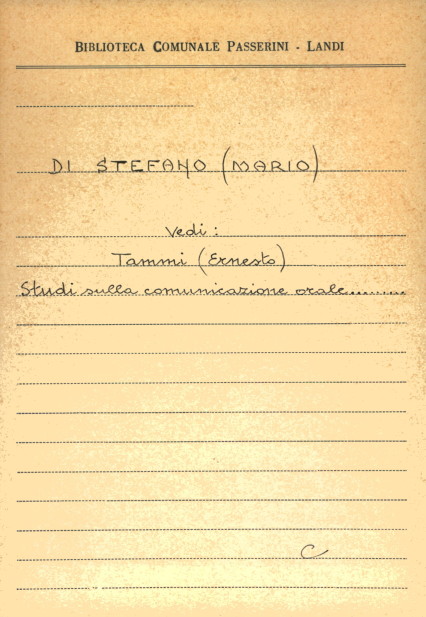 BIBLIOTECA COMUNALE PASSERINI - LANDI
DI STEFANO (MARIO)
Vedi:
Tammi (Ernesto)
Studi sulla comunicazione orale.........
C